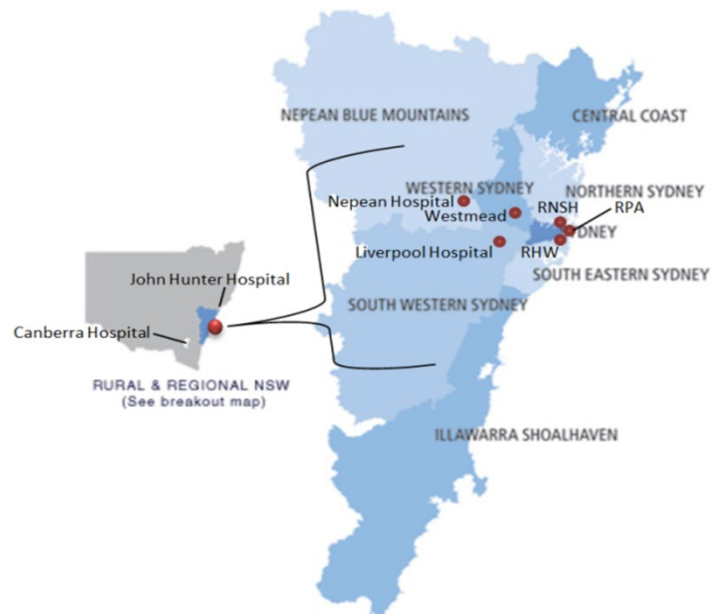 NEPEAN BLUE MOUNTAINS
CENTRAL COAST
WESTERN SYDNEY
NORTHERN SYDNEY
Nepean Hospital
Westmead
RNSH
RPA
YDNEY
Liverpool Hospital
RHW
SOUTH EASTERN SYDNEY
John Hunter Hospital
SOUTH WESTERN SYDNEY
Canberra Hospital
RURAL & REGIONAL NSW
(See breakout map)
ILLAWARRA SHOALHAVEN